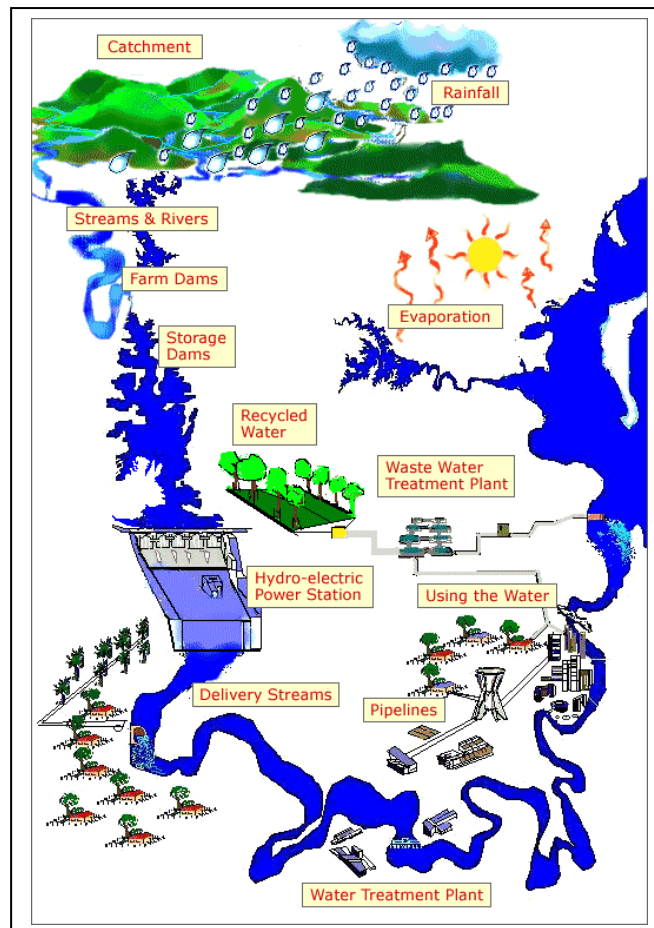 Catchment
Rainfall
Streams & Rivers
Farm Dams
Evaporation
Storage
Dams
Recycled
Water
Waste Water
Treatment Plant
Hydro-electric
Power Station
Using the Water
Delivery Streams
Pipelines
Water Treatment Plant